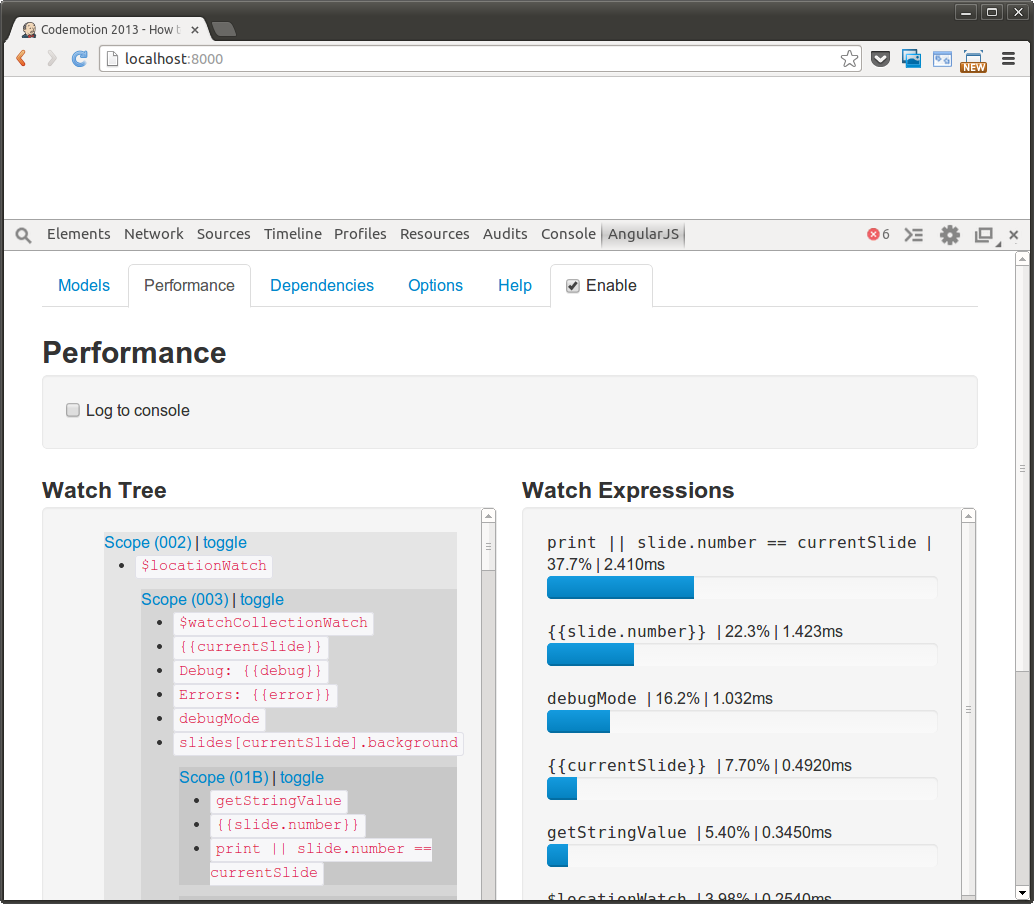 Codemotion 2013 - How t
localhost:8000
NEW
Elements Network Sources Timeline Profiles Resources Audits Console AngularJS 6
Models Performance Dependencies Options Help Enable
Performance
Log to console
Watch Tree
Scope (002) | toggle
$locationWatch
Scope (003) | toggle
$watchCollectionWatch
{{currentSlide}}
Debug: {{debug}}
Errors: {{error}}
debugMode
slides[currentSlide].background
Scope (01B) | toggle
getStringValue
{{slide.number}}
print || slide.number ==
currentSlide
Watch Expressions
print || slide.number == currentSlide |
37.7% | 2.410ms
{{slide.number}} | 22.3% | 1.423ms
debugMode | 16.2% | 1.032ms
{{currentSlide}} | 7.70% | 0.4920ms
getStringValue | 5.40% | 0.3450ms
$locationWatch | 3.98% | 0.2540ms